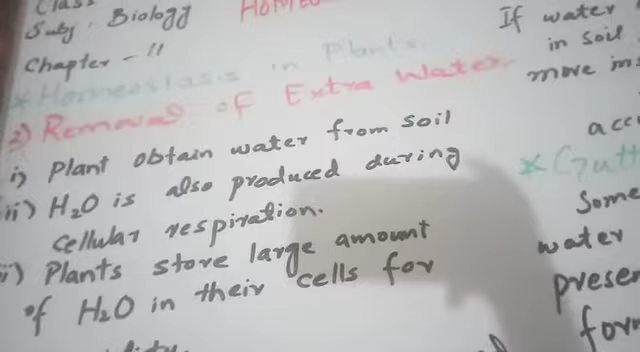 Subj: Biology
Chapter - 11
* Homeostasis in Plants.
3) Removal of Extra Water.
i) Plant obtain water from soil
ii) H₂O is also produced during
cellular respiration.
i) Plants store large amount
of H₂O in their cells for
If water
in soil
move
acc
* Gutt
Some
water
presen
form